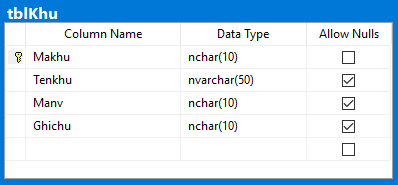 tblKhu
Column Name Data Type Allow Nulls
Makhu nchar(10)
Tenkhu nvarchar(50)
Manv nchar(10)
Ghichu nchar(10)